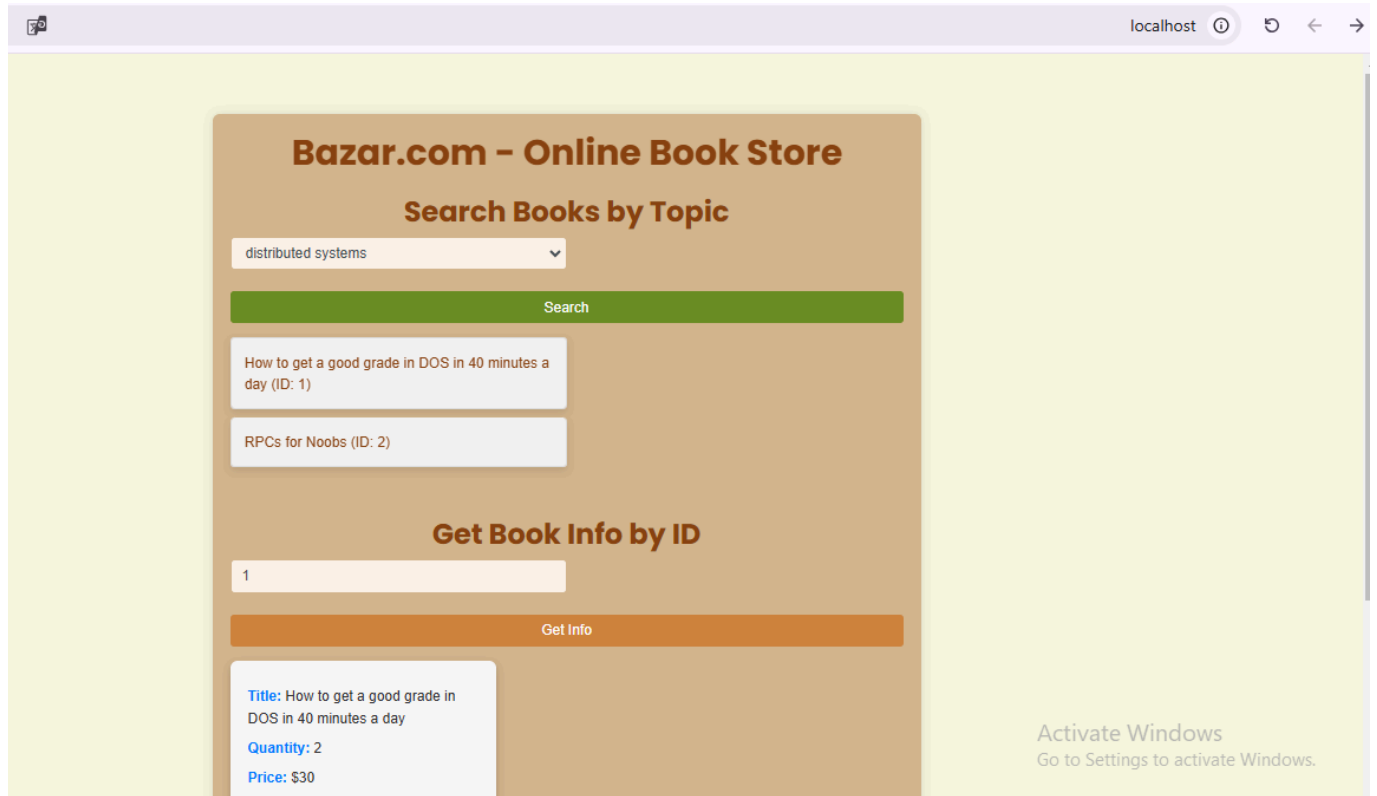 localhost
Bazar.com - Online Book Store
Search Books by Topic
distributed systems
Search
How to get a good grade in DOS in 40 minutes a
day (ID: 1)
RPCs for Noobs (ID: 2)
Get Book Info by ID
1
Get Info
Title: How to get a good grade in
DOS in 40 minutes a day
Quantity: 2
Price: $30
Activate Windows
Go to Settings to activate Windows.